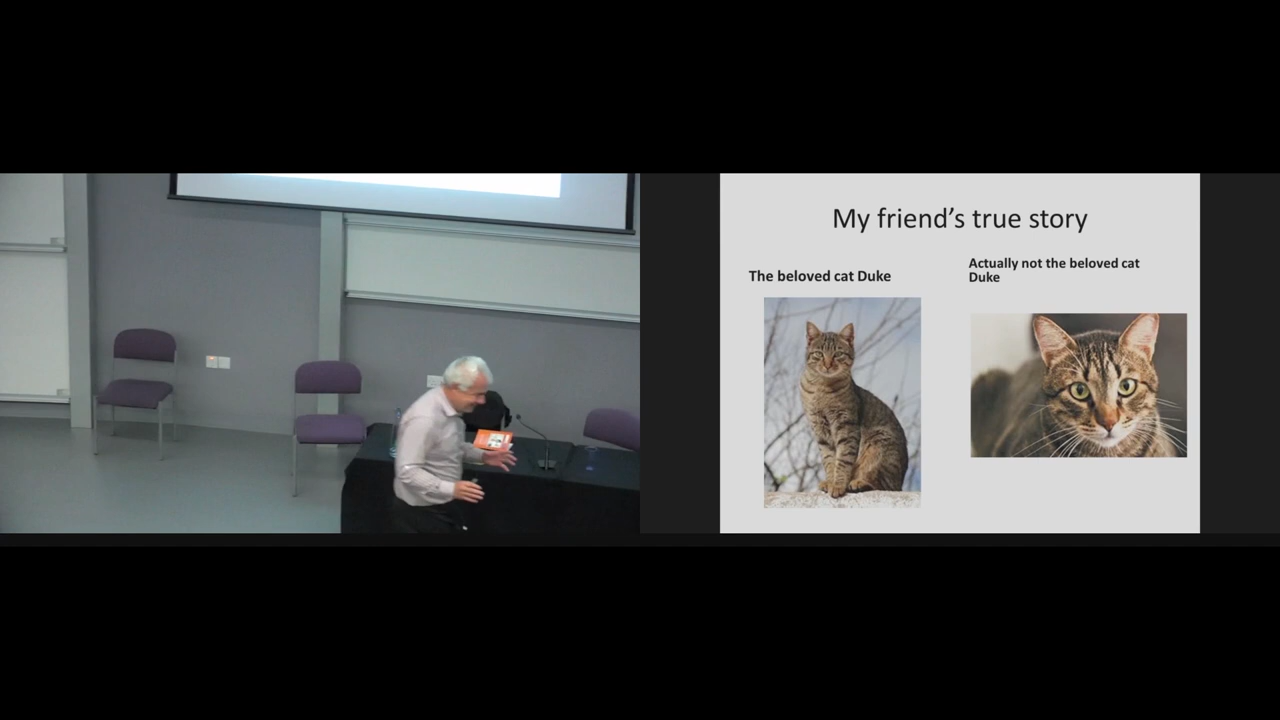 My friend's true story
The beloved cat Duke
Actually not the beloved cat
Duke